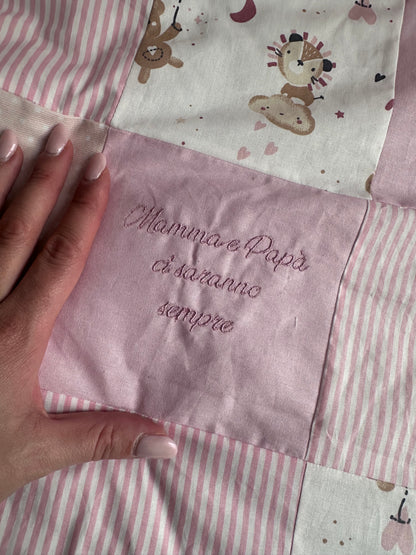 Mamma e Papà
ci saranno
sempre